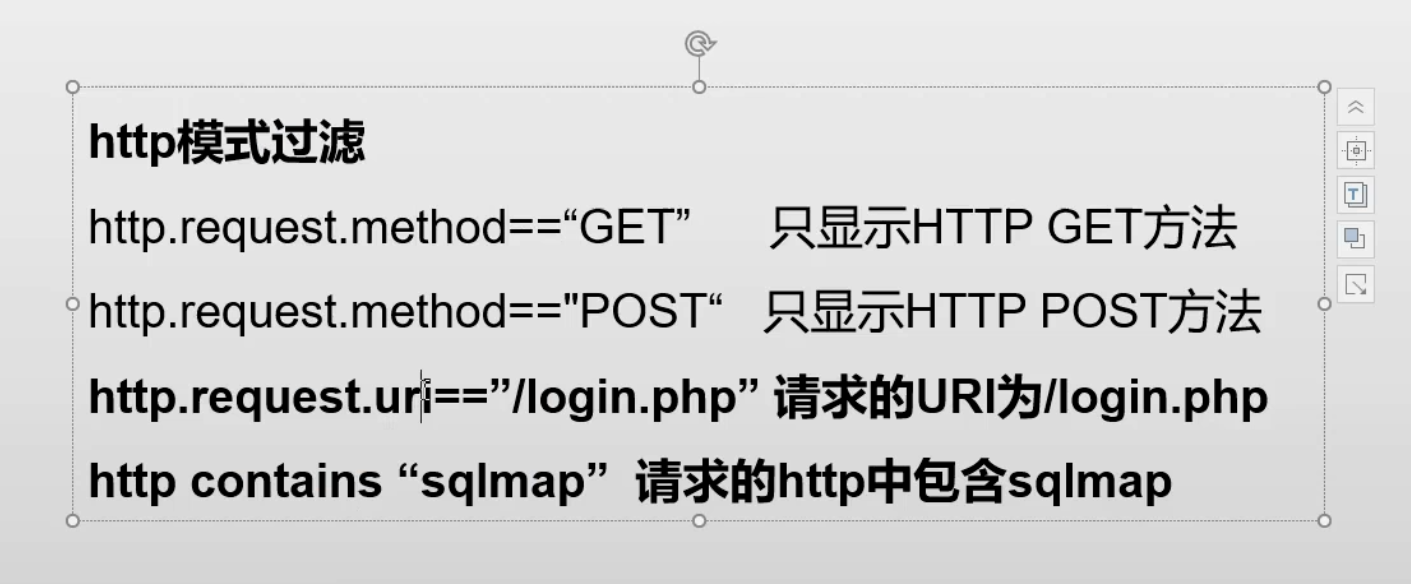 http模式过滤
http.request.method==“GET” 只显示HTTP GET方法
http.request.method=="POST“ 只显示HTTP POST方法
http.request.uri==”/login.php” 请求的URI为/login.php
http contains “sqlmap” 请求的http中包含sqlmap